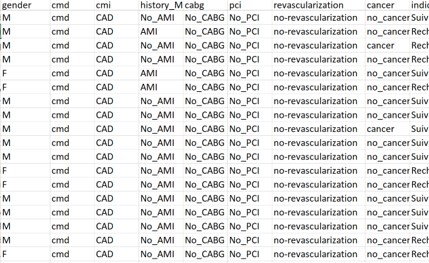 gender cmd cmi history_M cabg pci revascularization cancer indic
M cmd CAD No_AMI No_CABG No_PCI no-revascularization no_cancer Suiv
M cmd CAD AMI No_CABG No_PCI no-revascularization no_cancer Rech
M cmd CAD No_AMI No_CABG No_PCI no-revascularization cancer Rech
M cmd CAD No_AMI No_CABG No_PCI no-revascularization no_cancer Rech
F cmd CAD AMI No_CABG No_PCI no-revascularization no_cancer Suiv
F cmd CAD AMI No_CABG No_PCI no-revascularization no_cancer Rech
M cmd CAD No_AMI No_CABG No_PCI no-revascularization no_cancer Suiv
M cmd CAD No_AMI No_CABG No_PCI no-revascularization no_cancer Suiv
M cmd CAD No_AMI No_CABG No_PCI no-revascularization cancer Suiv
M cmd CAD No_AMI No_CABG No_PCI no-revascularization no_cancer Suiv
M cmd CAD No_AMI No_CABG No_PCI no-revascularization no_cancer Suiv
F cmd CAD No_AMI No_CABG No_PCI no-revascularization no_cancer Rech
F cmd CAD No_AMI No_CABG No_PCI no-revascularization no_cancer Rech
M cmd CAD No_AMI No_CABG No_PCI no-revascularization no_cancer Suiv
M cmd CAD No_AMI No_CABG No_PCI no-revascularization no_cancer Suiv
M cmd CAD No_AMI No_CABG No_PCI no-revascularization no_cancer Suiv
M cmd CAD No_AMI No_CABG No_PCI no-revascularization no_cancer Rech
F cmd CAD No_AMI No_CABG No_PCI no-revascularization no_cancer Rech